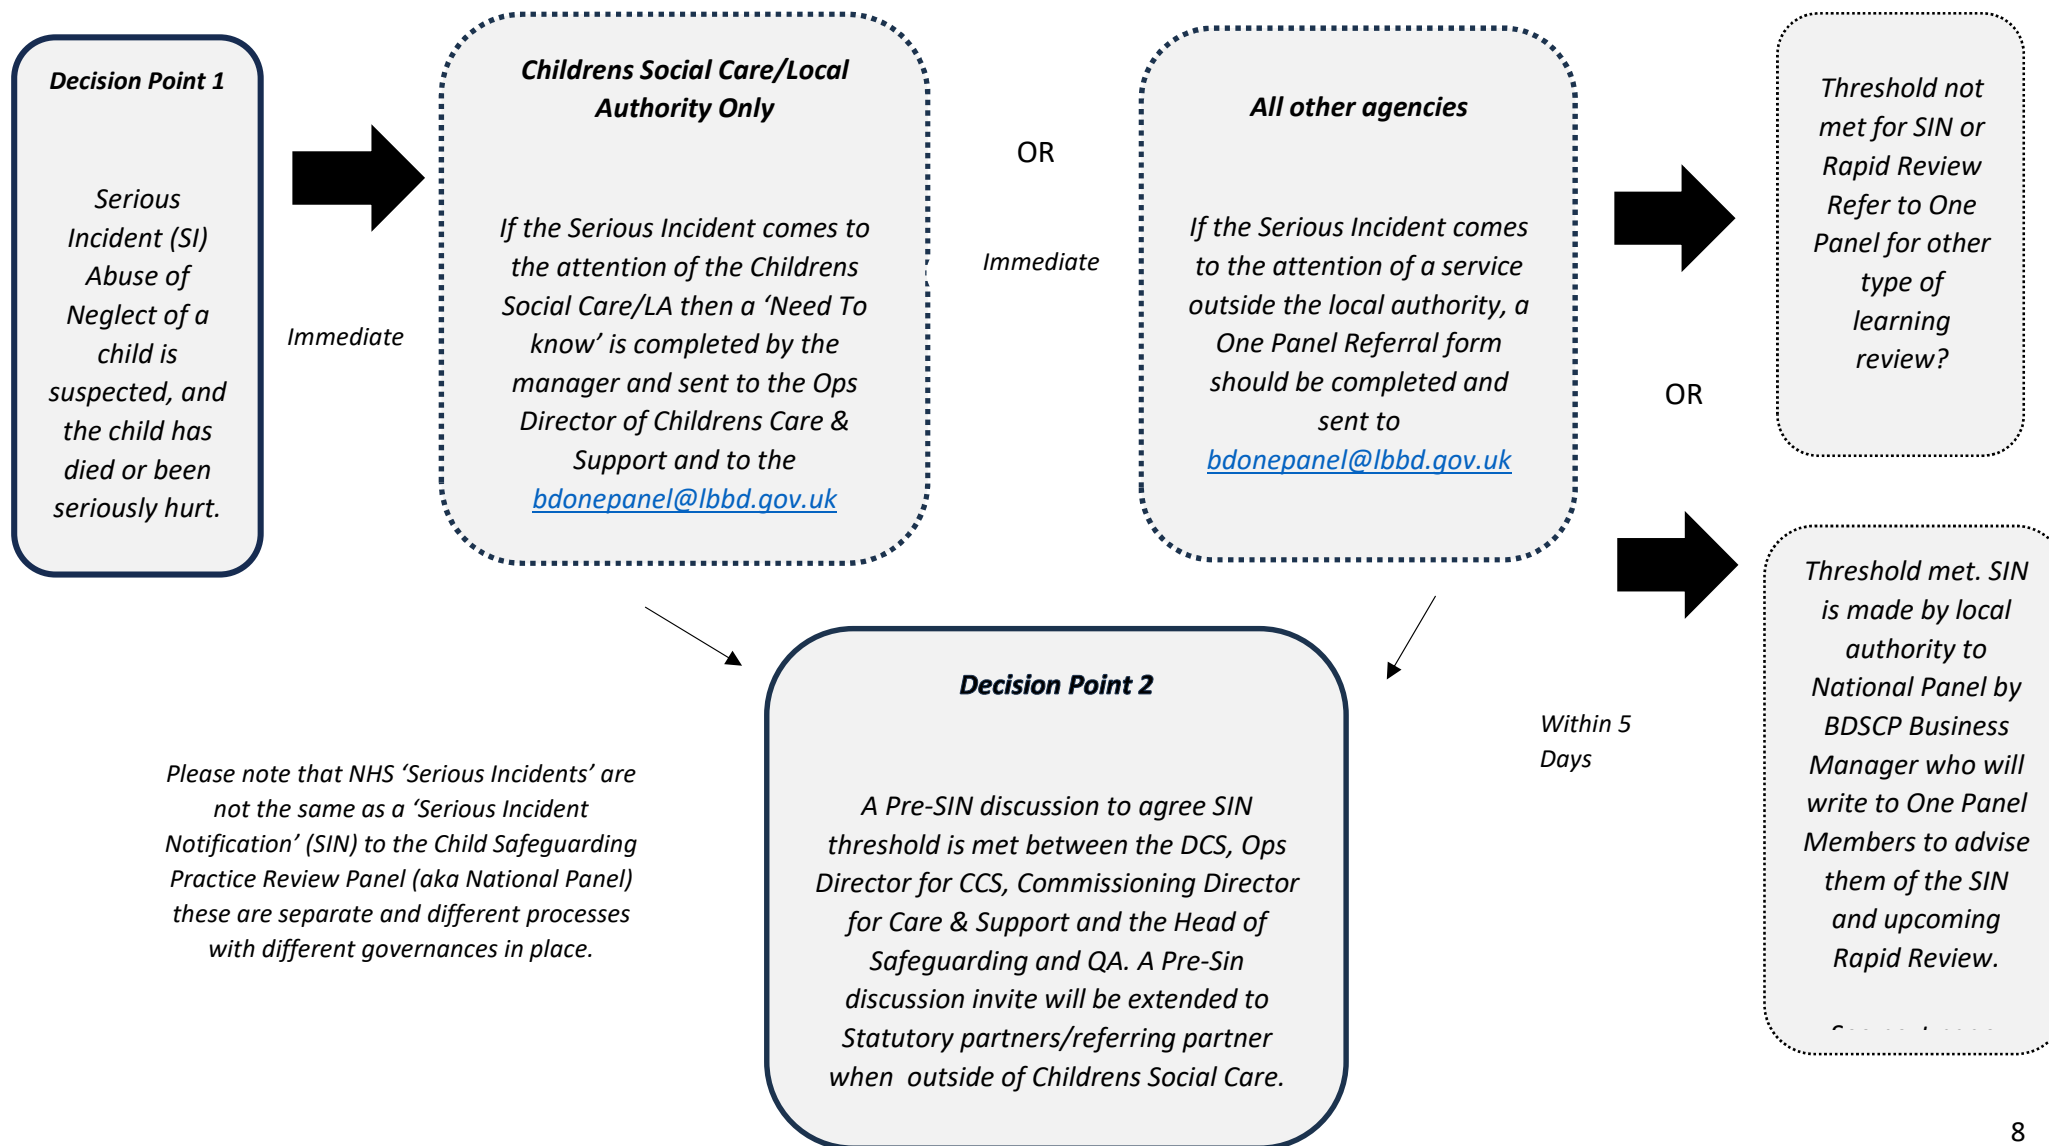 Decision Point 1
Serious
Incident (SI)
Abuse of
Neglect of a
child is
suspected, and
the child has
died or been
seriously hurt.
Immediate
Childrens Social Care/Local
Authority Only
If the Serious Incident comes to
the attention of the Childrens
Social Care/LA then a ‘Need To
know’ is completed by the
manager and sent to the Ops
Director of Childrens Care &
Support and to the
bdonepanel@lbbd.gov.uk
OR
Immediate
All other agencies
If the Serious Incident comes
to the attention of a service
outside the local authority, a
One Panel Referral form
should be completed and
sent to
bdonepanel@lbbd.gov.uk
OR
Threshold not
met for SIN or
Rapid Review
Refer to One
Panel for other
type of
learning
review?
Please note that NHS ‘Serious Incidents’ are
not the same as a ‘Serious Incident
Notification’ (SIN) to the Child Safeguarding
Practice Review Panel (aka National Panel)
these are separate and different processes
with different governances in place.
Decision Point 2
A Pre-SIN discussion to agree SIN
threshold is met between the DCS, Ops
Director for CCS, Commissioning Director
for Care & Support and the Head of
Safeguarding and QA. A Pre-Sin
discussion invite will be extended to
Statutory partners/referring partner
when  outside of Childrens Social Care.
Within 5
Days
Threshold met. SIN
is made by local
authority to
National Panel by
BDSCP Business
Manager who will
write to One Panel
Members to advise
them of the SIN
and upcoming
Rapid Review.
8